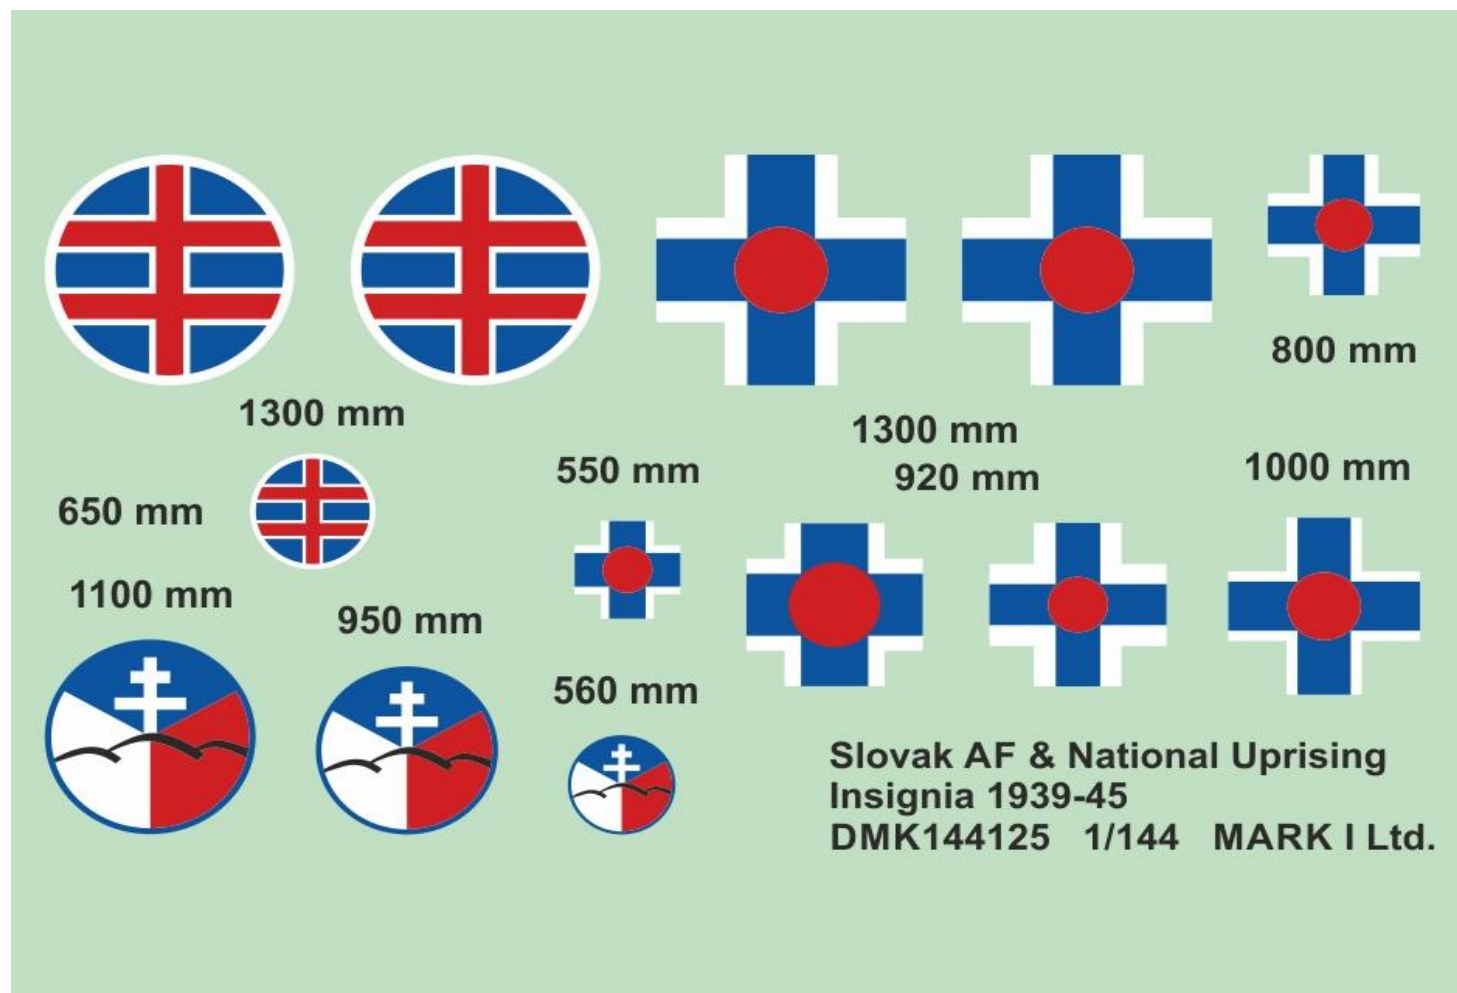 800 mm
1300 mm
1300 mm
550 mm
920 mm
1000 mm
650 mm
1100 mm
950 mm
560 mm
Slovak AF & National Uprising
Insignia 1939-45
DMK144125 1/144 MARK I Ltd.